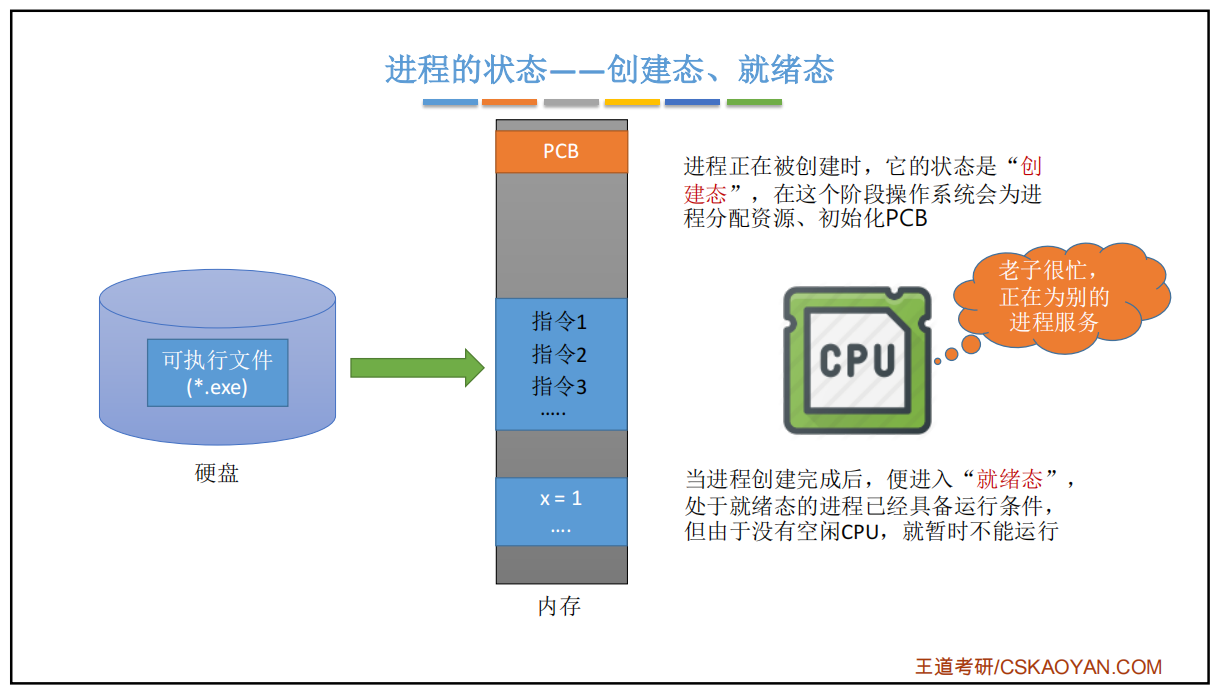 进程的状态——创建态、就绪态
PCB
进程正在被创建时，它的状态是“创
建态”，在这个阶段操作系统会为进
程分配资源、初始化PCB
老子很忙，
正在为别的
进程服务
指令1
指令2
指令3
…..
可执行文件
(*.exe)
CPU
硬盘
x = 1
….
当进程创建完成后，便进入“就绪态”，
处于就绪态的进程已经具备运行条件，
但由于没有空闲CPU，就暂时不能运行
内存
王道考研/CSKAOYAN.COM